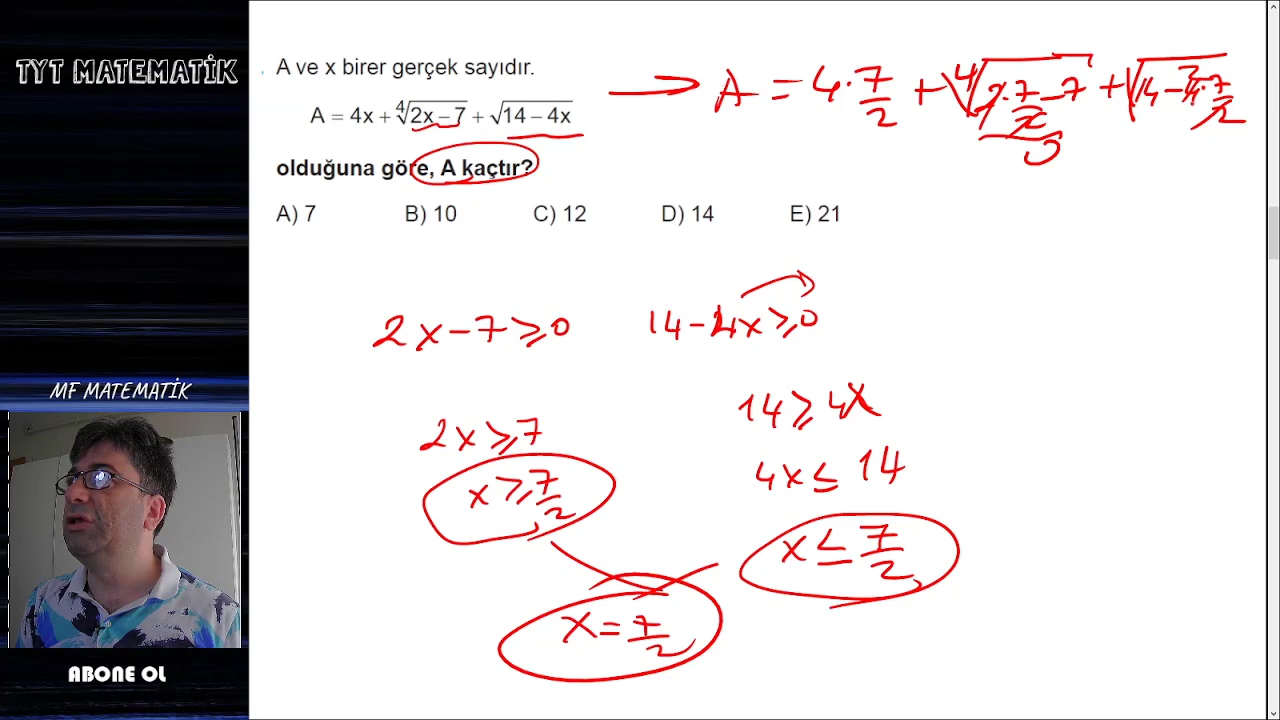 TYT MATEMATİK
A ve x birer gerçek sayıdır.
A = 4x + ∜(2x – 7) + √(14 – 4x)
olduğuna göre, A kaçtır?
A) 7 B) 10 C) 12 D) 14 E) 21
→ A = 4·7/2 + ∜(2·7/2 – 7) + √(14 – 4·7/2)
0
2x – 7 ≥ 0 14 – 4x ≥ 0
14 ≥ 4x
2x ≥ 7
4x ≤ 14
x ≥ 7/2
x ≤ 7/2
x = 7/2
MF MATEMATİK
ABONE OL